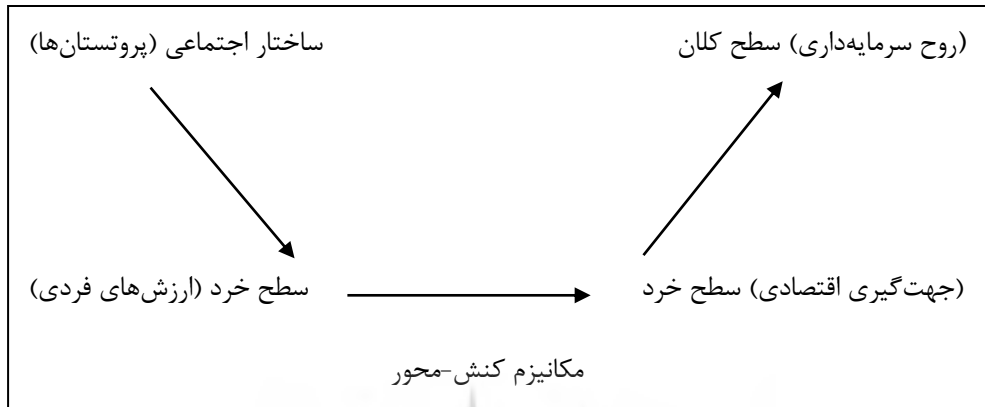 ساختار اجتماعی (پروتستان‌ها)
(روح سرمایه‌داری) سطح کلان
سطح خرد (ارزش‌های فردی)
(جهت‌گیری اقتصادی) سطح خرد
مکانیزم کنش-محور